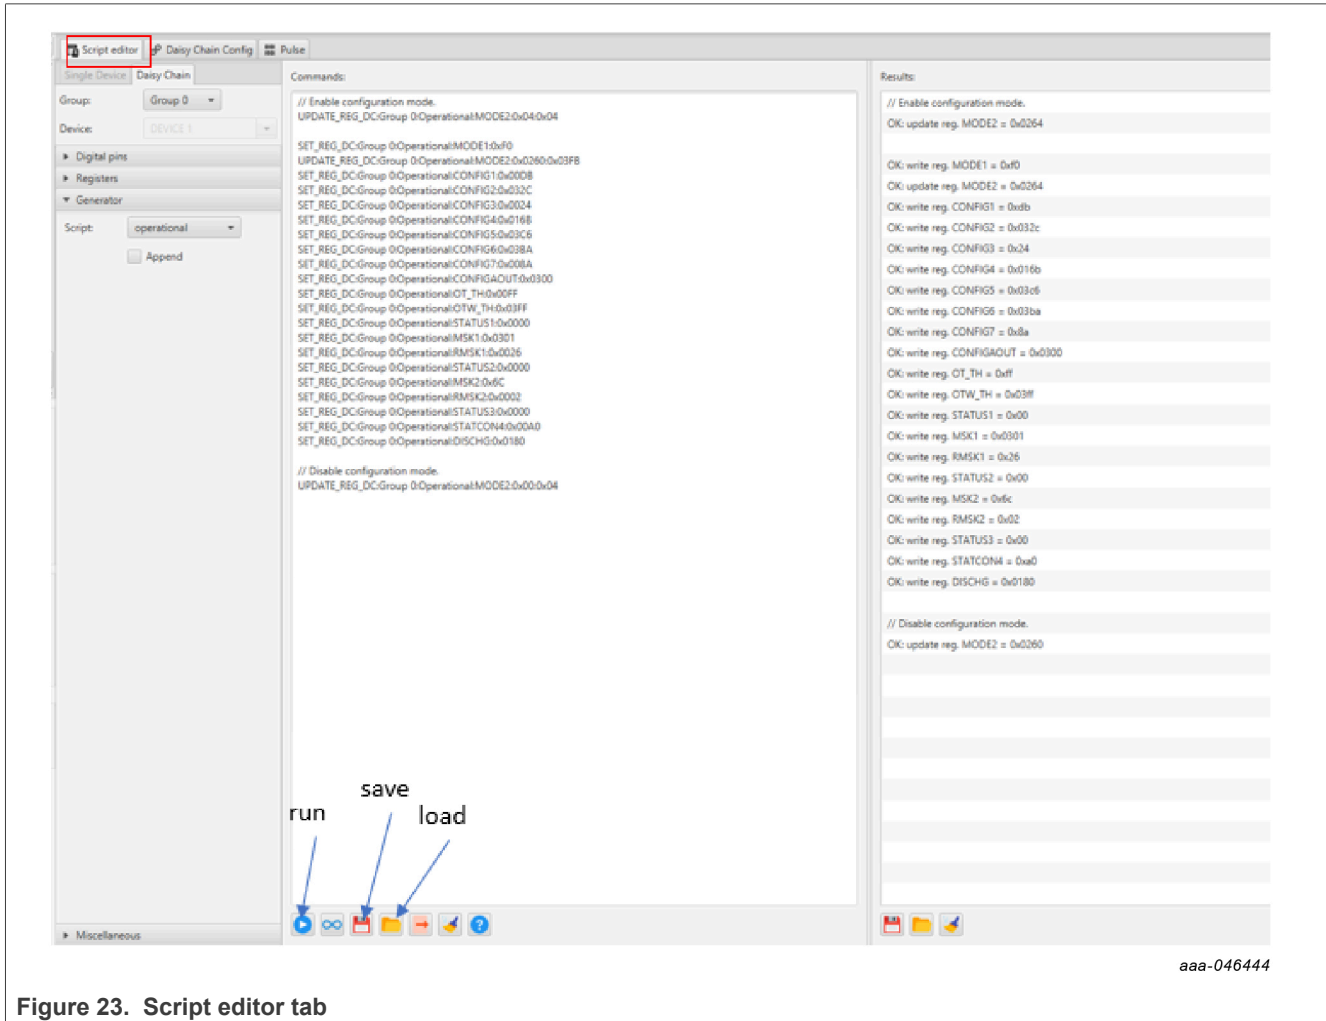 Script editor
Daisy Chain Config
Pulse
Single Device
Daisy Chain
Group:
Group 0
Device:
DEVICE 1
Digital pins
Registers
Generator
Script:
operational
Append
Miscellaneous
Commands:
// Enable configuration mode.
UPDATE_REG_DC:Group 0:Operational:MODE2:0x04:0x04
SET_REG_DC:Group 0:Operational:MODE1:0xF0
UPDATE_REG_DC:Group 0:Operational:MODE2:0x0260:0x03FB
SET_REG_DC:Group 0:Operational:CONFIG1:0x00DB
SET_REG_DC:Group 0:Operational:CONFIG2:0x032C
SET_REG_DC:Group 0:Operational:CONFIG3:0x0024
SET_REG_DC:Group 0:Operational:CONFIG4:0x016B
SET_REG_DC:Group 0:Operational:CONFIG5:0x03C6
SET_REG_DC:Group 0:Operational:CONFIG6:0x03BA
SET_REG_DC:Group 0:Operational:CONFIG7:0x008A
SET_REG_DC:Group 0:Operational:CONFIGAOUT:0x0300
SET_REG_DC:Group 0:Operational:OT_TH:0x00FF
SET_REG_DC:Group 0:Operational:OTW_TH:0x03FF
SET_REG_DC:Group 0:Operational:STATUS1:0x0000
SET_REG_DC:Group 0:Operational:MSK1:0x0301
SET_REG_DC:Group 0:Operational:RMSK1:0x0026
SET_REG_DC:Group 0:Operational:STATUS2:0x0000
SET_REG_DC:Group 0:Operational:MSK2:0x6C
SET_REG_DC:Group 0:Operational:RMSK2:0x0002
SET_REG_DC:Group 0:Operational:STATUS3:0x0000
SET_REG_DC:Group 0:Operational:STATCON4:0x00A0
SET_REG_DC:Group 0:Operational:DISCHG:0x0180
// Disable configuration mode.
UPDATE_REG_DC:Group 0:Operational:MODE2:0x00:0x04
save
run
load
Results:
// Enable configuration mode.
OK: update reg. MODE2 = 0x0264
OK: write reg. MODE1 = 0xf0
OK: update reg. MODE2 = 0x0264
OK: write reg. CONFIG1 = 0xdb
OK: write reg. CONFIG2 = 0x032c
OK: write reg. CONFIG3 = 0x24
OK: write reg. CONFIG4 = 0x016b
OK: write reg. CONFIG5 = 0x03c6
OK: write reg. CONFIG6 = 0x03ba
OK: write reg. CONFIG7 = 0x8a
OK: write reg. CONFIGAOUT = 0x0300
OK: write reg. OT_TH = 0xff
OK: write reg. OTW_TH = 0x03ff
OK: write reg. STATUS1 = 0x00
OK: write reg. MSK1 = 0x0301
OK: write reg. RMSK1 = 0x26
OK: write reg. STATUS2 = 0x00
OK: write reg. MSK2 = 0x6c
OK: write reg. RMSK2 = 0x02
OK: write reg. STATUS3 = 0x00
OK: write reg. STATCON4 = 0xa0
OK: write reg. DISCHG = 0x0180
// Disable configuration mode.
OK: update reg. MODE2 = 0x0260
aaa-046444
Figure 23. Script editor tab